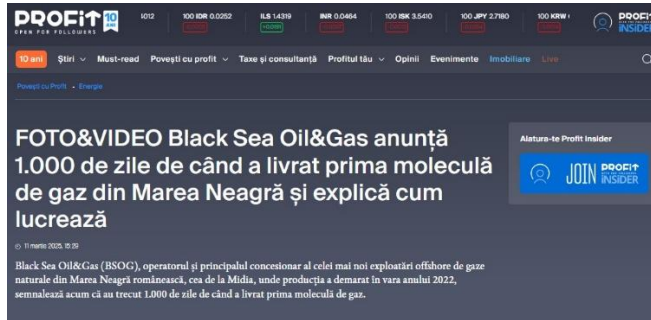 PROFIT 10 ANI
OPEN FOR FOLLOWERS
100 IDR 0.0252
ILS 1.4319
INR 0.0464
100 ISK 3.5410
100 JPY 2.7180
100 KRW
PROFIT
INSIDER
10 ani Știri Must-read Povești cu profit Taxe și consultanță Profitul tău Opinii Evenimente Imobiliare Live
Povești cu Profit • Energie
FOTO&VIDEO Black Sea Oil&Gas anunță
1.000 de zile de când a livrat prima moleculă
de gaz din Marea Neagră și explică cum
lucrează
11 martie 2025, 15:29
Black Sea Oil&Gas (BSOG), operatorul și principalul concesionar al celei mai noi exploatări offshore de gaze
naturale din Marea Neagră românească, cea de la Midia, unde producția a demarat în vara anului 2022,
semnalează acum că au trecut 1.000 de zile de când a livrat prima moleculă de gaz.
Alatura-te Profit Insider
JOIN PROFIT
INSIDER